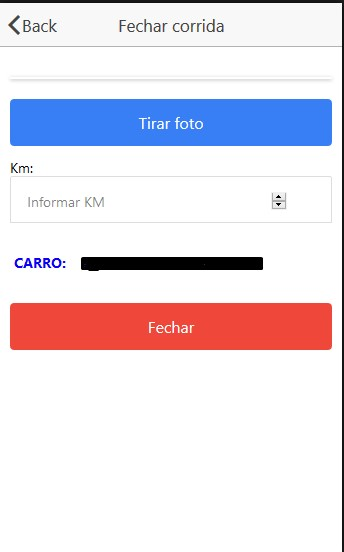 Back Fechar corrida
Tirar foto
Km:
Informar KM
CARRO:
Fechar